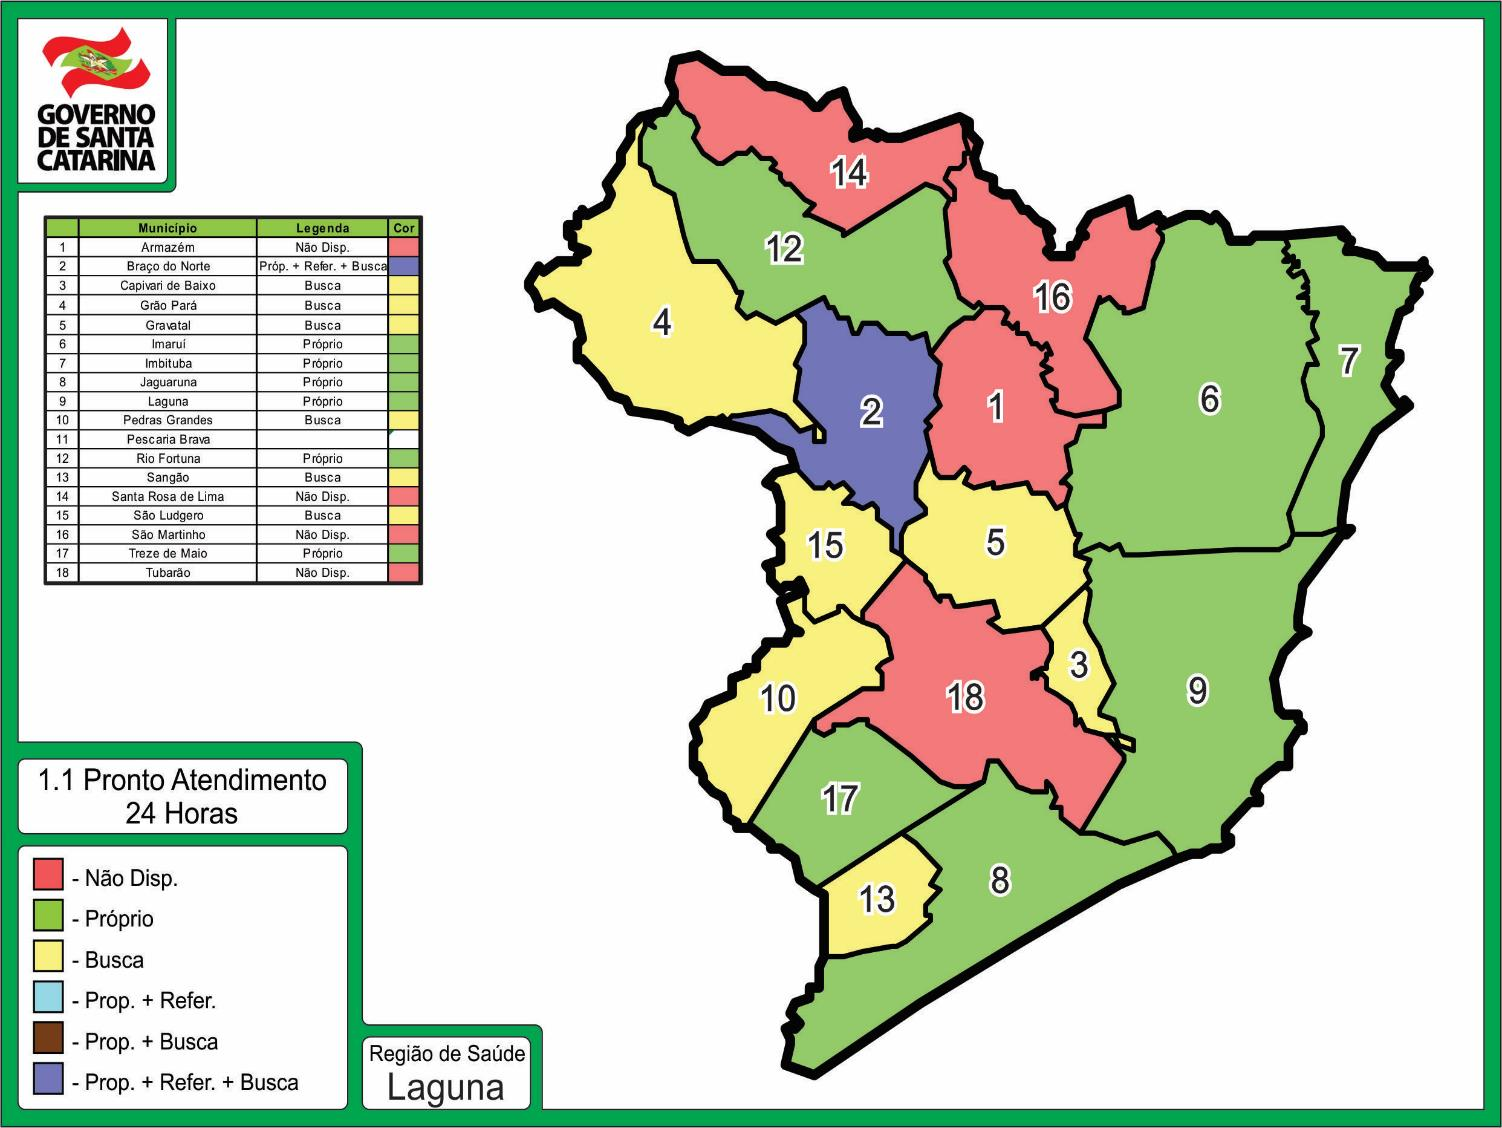 GOVERNO
DE SANTA
CATARINA
Município Legenda Cor
1 Armazém Não Disp.
2 Braço do Norte Próp. + Refer. + Busca
3 Capivari de Baixo Busca
4 Grão Pará Busca
5 Gravatal Busca
6 Imaruí Próprio
7 Imbituba Próprio
8 Jaguaruna Próprio
9 Laguna Próprio
10 Pedras Grandes Busca
11 Pescaria Brava
12 Rio Fortuna Próprio
13 Sangão Busca
14 Santa Rosa de Lima Não Disp.
15 São Ludgero Busca
16 São Martinho Não Disp.
17 Treze de Maio Próprio
18 Tubarão Não Disp.
14
12
16
4
7
6
2
1
15
5
3
10
18
9
17
8
13
1.1 Pronto Atendimento
24 Horas
- Não Disp.
- Próprio
- Busca
- Prop. + Refer.
- Prop. + Busca
- Prop. + Refer. + Busca
Região de Saúde
Laguna